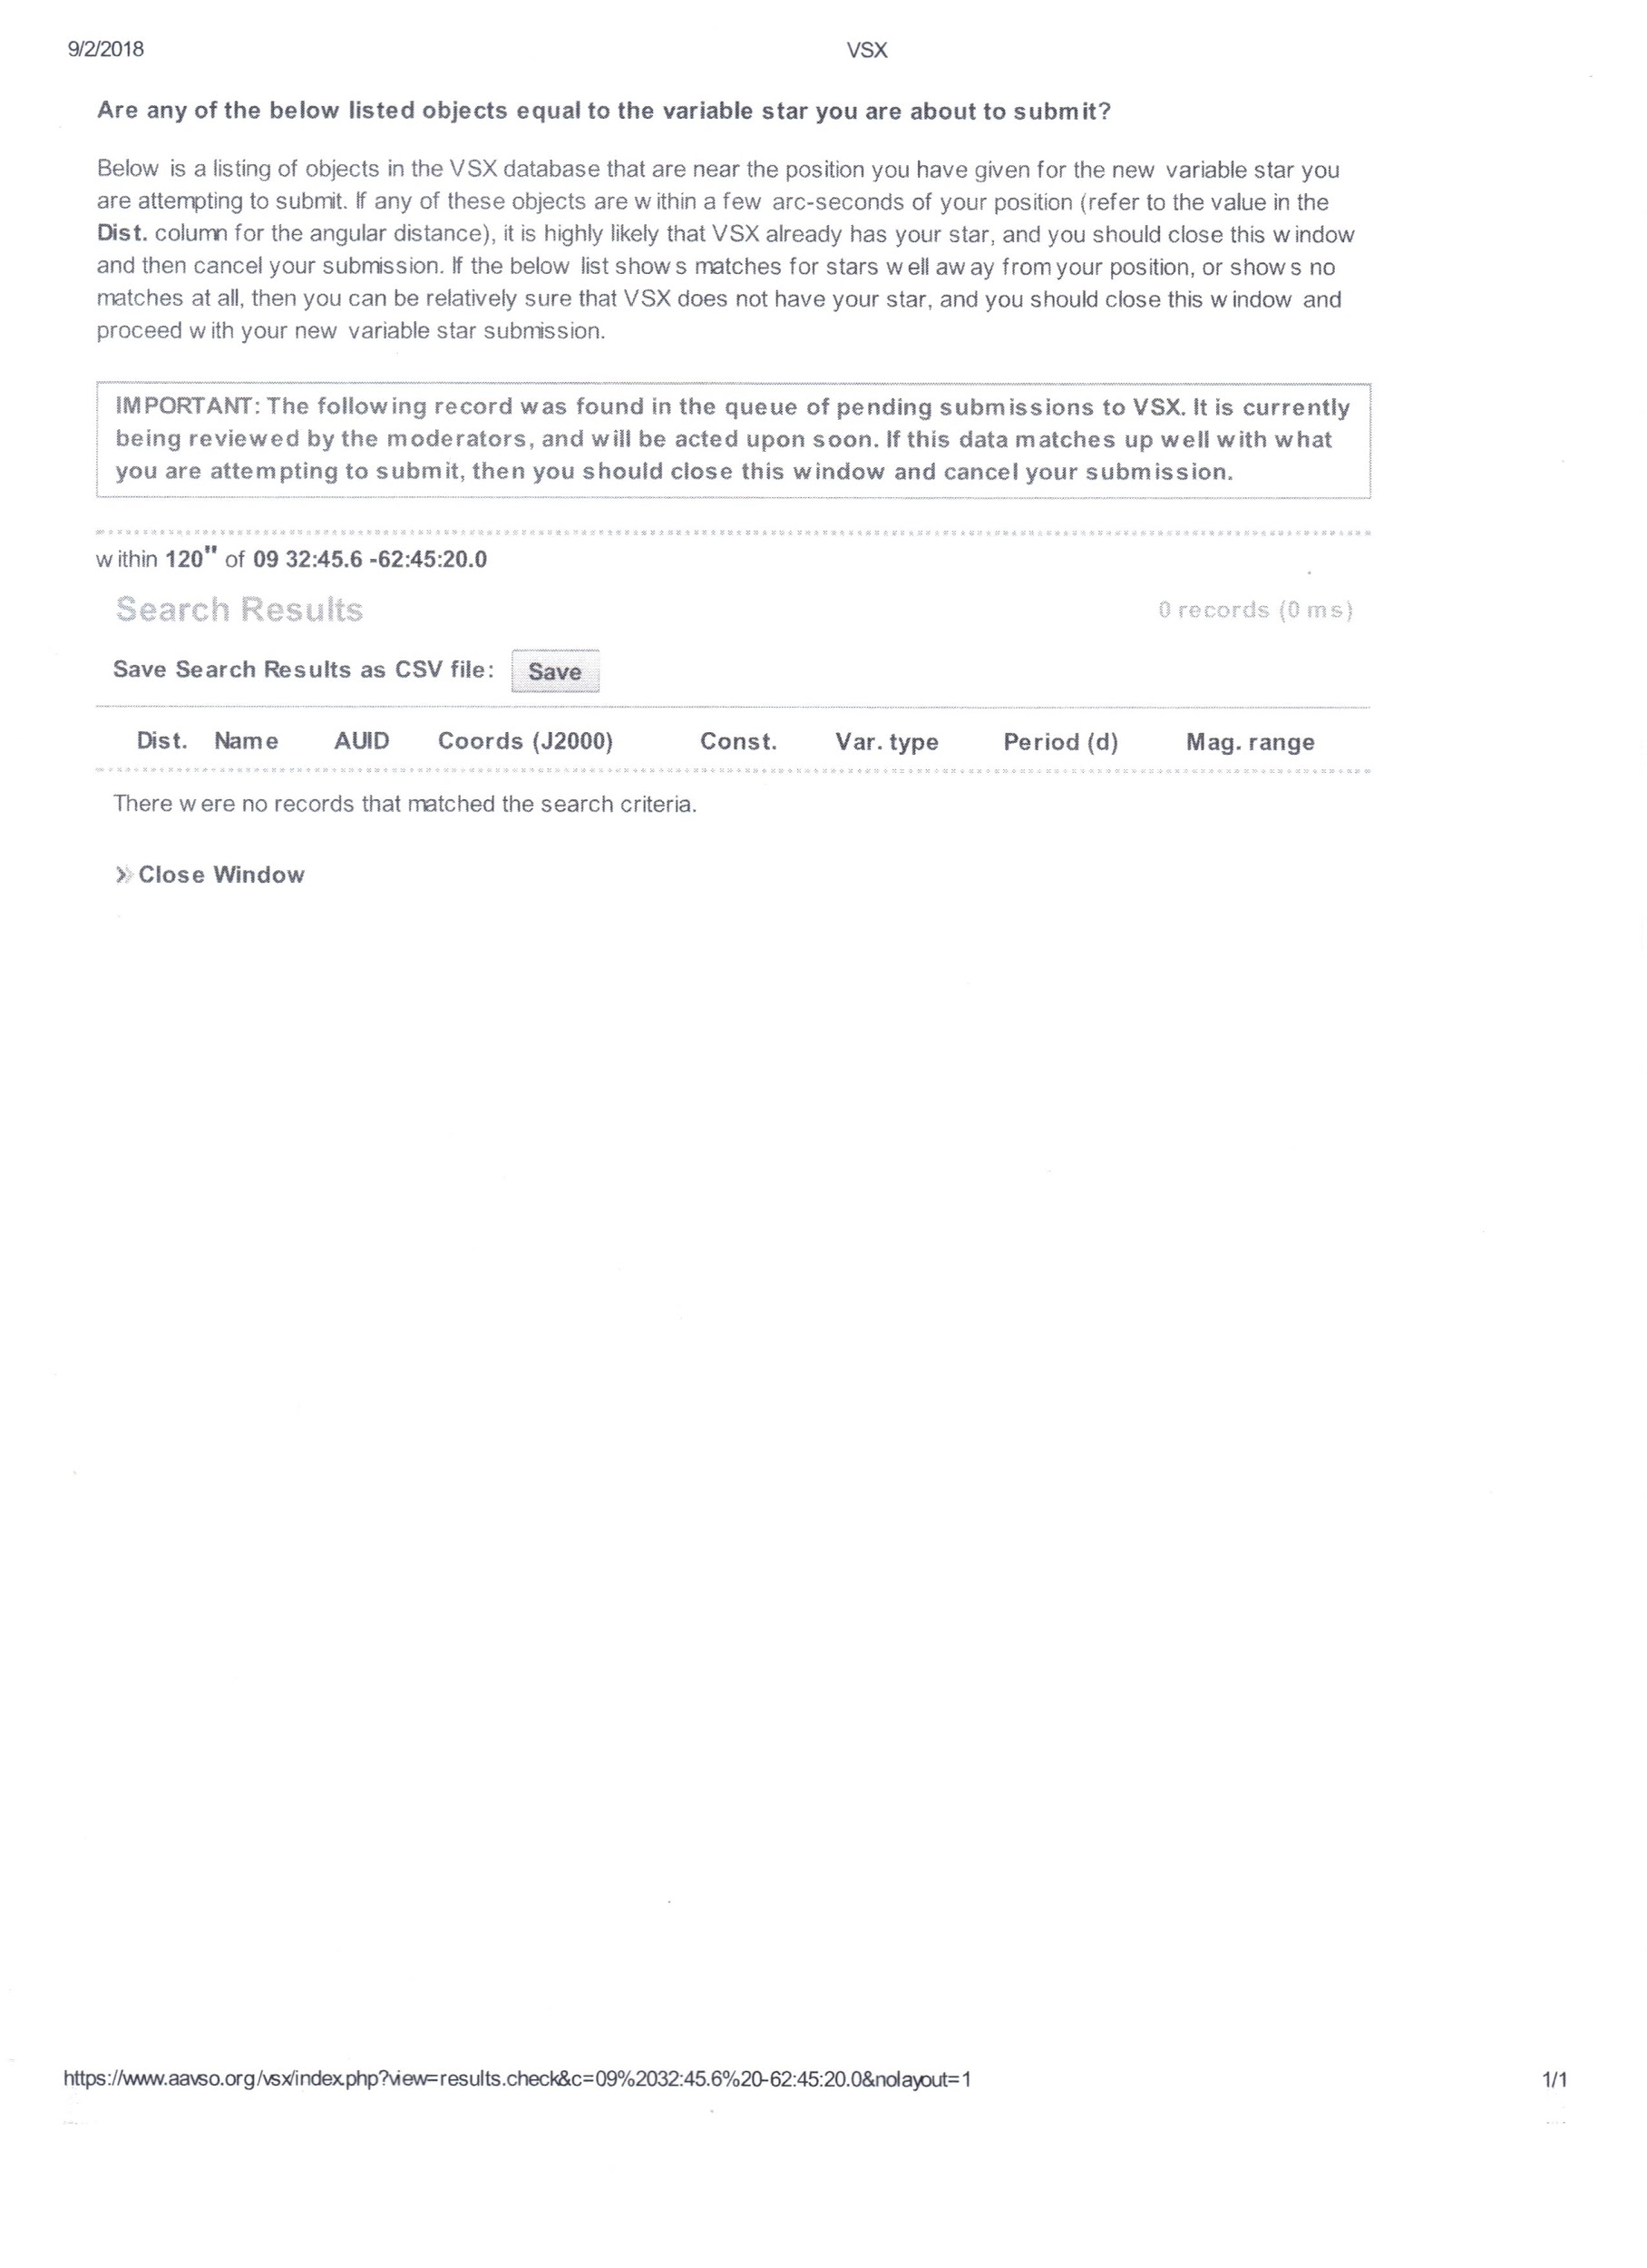 9/2/2018 VSX
Are any of the below listed objects equal to the variable star you are about to submit?
Below is a listing of objects in the VSX database that are near the position you have given for the new variable star you
are attempting to submit. If any of these objects are within a few arc-seconds of your position (refer to the value in the
Dist. column for the angular distance), it is highly likely that VSX already has your star, and you should close this window
and then cancel your submission. If the below list shows matches for stars well away from your position, or shows no
matches at all, then you can be relatively sure that VSX does not have your star, and you should close this window and
proceed with your new variable star submission.
IMPORTANT: The following record was found in the queue of pending submissions to VSX. It is currently
being reviewed by the moderators, and will be acted upon soon. If this data matches up well with what
you are attempting to submit, then you should close this window and cancel your submission.
within 120" of 09 32:45.6 -62:45:20.0
Search Results 0 records (0 ms)
Save Search Results as CSV file: Save
Dist. Name AUID Coords (J2000) Const. Var. type Period (d) Mag. range
There were no records that matched the search criteria.
» Close Window
https://www.aavso.org/vsx/index.php?view=results.check&c=09%2032:45.6%20-62:45:20.0&nolayout=1 1/1